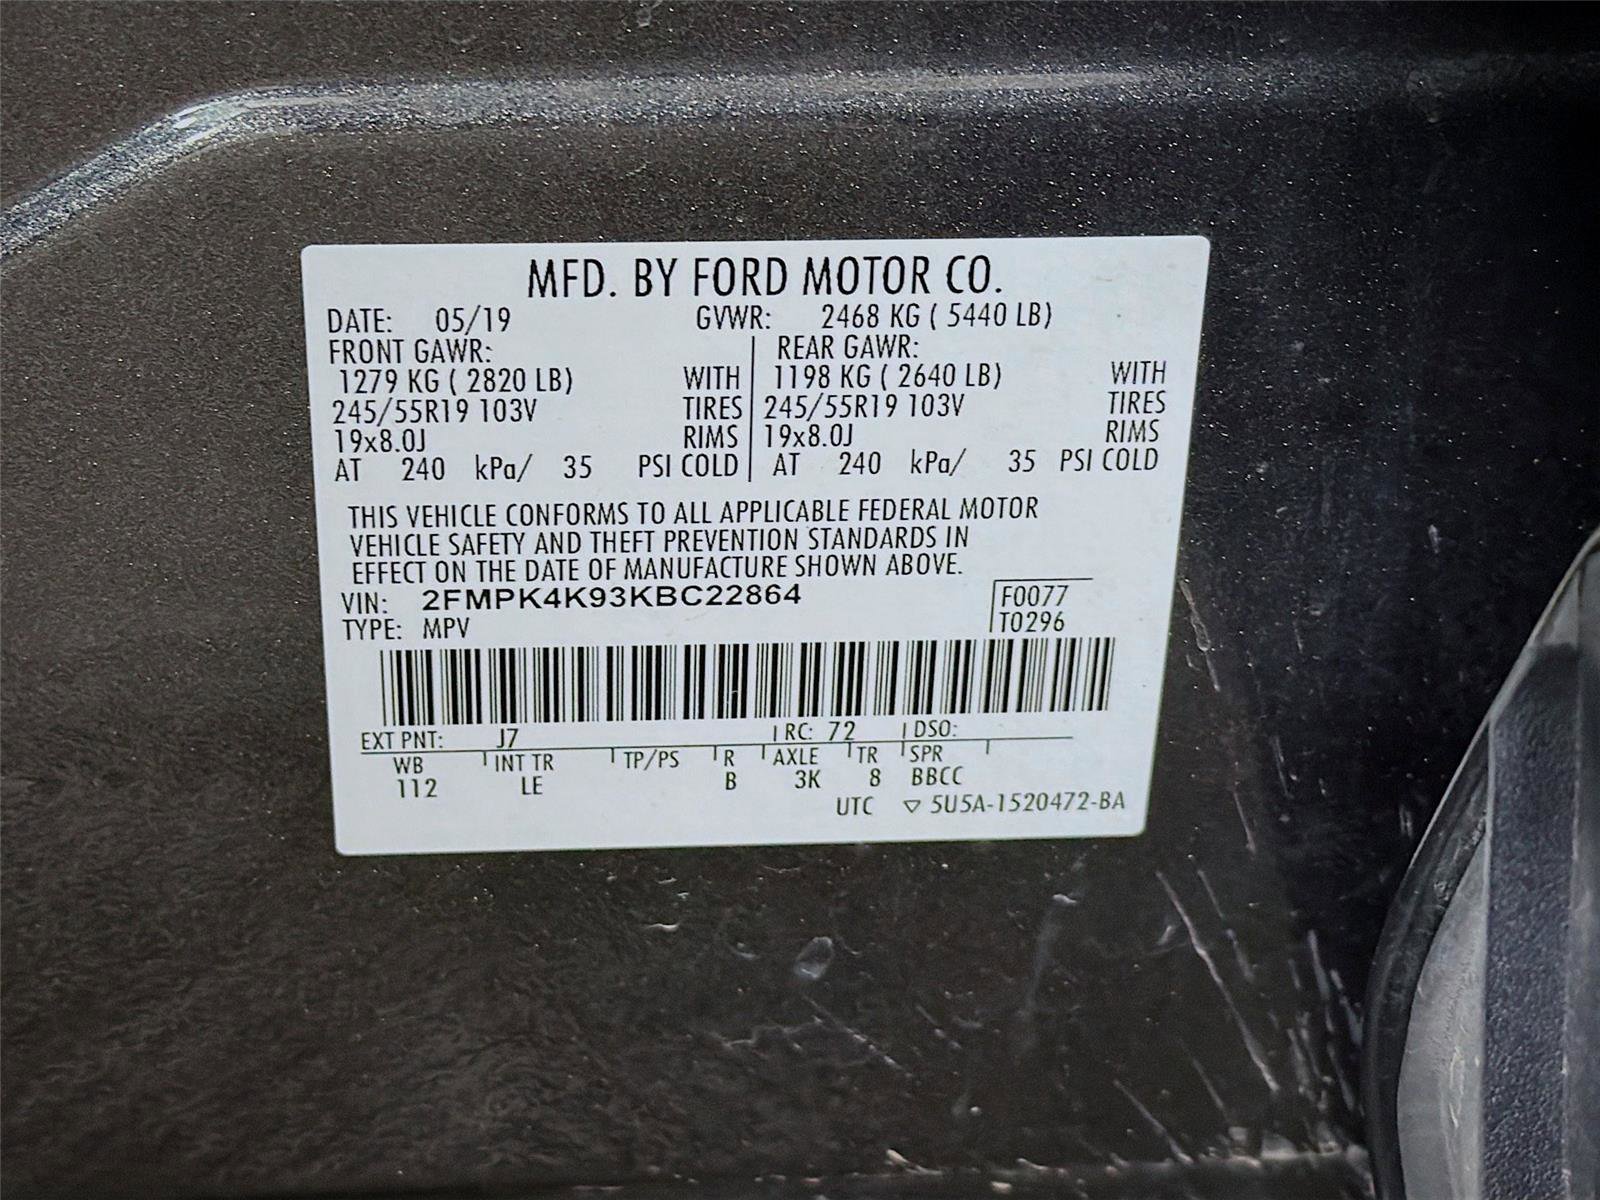 MFD. BY FORD MOTOR CO.
DATE: 05/19 GVWR: 2468 KG ( 5440 LB)
FRONT GAWR: REAR GAWR:
1279 KG ( 2820 LB) WITH 1198 KG ( 2640 LB) WITH
245/55R19 103V TIRES 245/55R19 103V TIRES
19x8.0J RIMS 19x8.0J RIMS
AT 240 kPa/ 35 PSI COLD AT 240 kPa/ 35 PSI COLD
THIS VEHICLE CONFORMS TO ALL APPLICABLE FEDERAL MOTOR
VEHICLE SAFETY AND THEFT PREVENTION STANDARDS IN
EFFECT ON THE DATE OF MANUFACTURE SHOWN ABOVE.
VIN: 2FMPK4K93KBC22864 F0077
TYPE: MPV T0296
EXT PNT: J7 RC: 72 DSO:
WB INT TR TP/PS R AXLE TR SPR
112 LE B 3K 8 BBCC
UTC ▽ 5U5A-1520472-BA